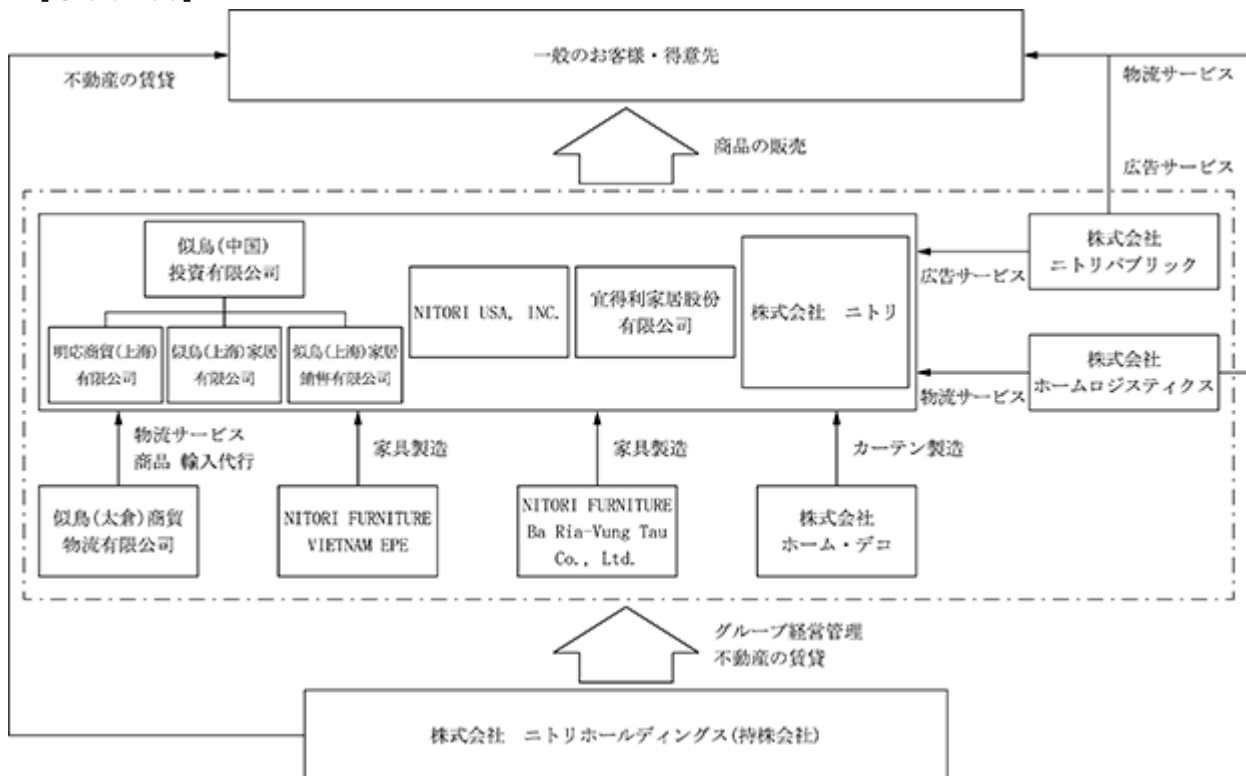 一般のお客様・得意先
不動産の賃貸
物流サービス
商品の販売
広告サービス
似鳥(中国)
投資有限公司
明応商貿(上海)
有限公司
似鳥(上海)家居
有限公司
似鳥(上海)家居
銷售有限公司
NITORI USA, INC.
宜得利家居股份
有限公司
株式会社 ニトリ
広告サービス
株式会社
ニトリパブリック
物流サービス
株式会社
ホームロジスティクス
物流サービス
商品 輸入代行
家具製造
家具製造
カーテン製造
似鳥(太倉)商貿
物流有限公司
NITORI FURNITURE
VIETNAM EPE
NITORI FURNITURE
Ba Ria-Vung Tau
Co., Ltd.
株式会社
ホーム・デコ
グループ経営管理
不動産の賃貸
株式会社 ニトリホールディングス(持株会社)